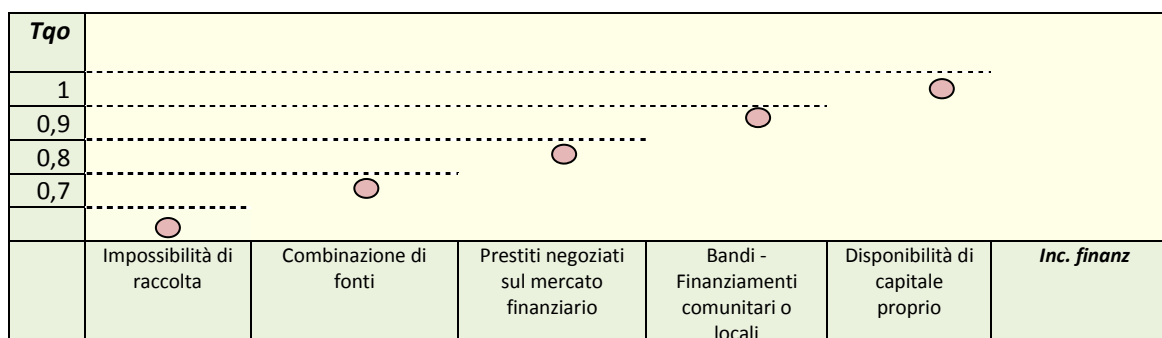 Tqo
1
0,9
0,8
0,7
Impossibilità di
raccolta
Combinazione di
fonti
Prestiti negoziati
sul mercato
finanziario
Bandi -
Finanziamenti
comunitari o
locali
Disponibilità di
capitale
proprio
Inc. finanz